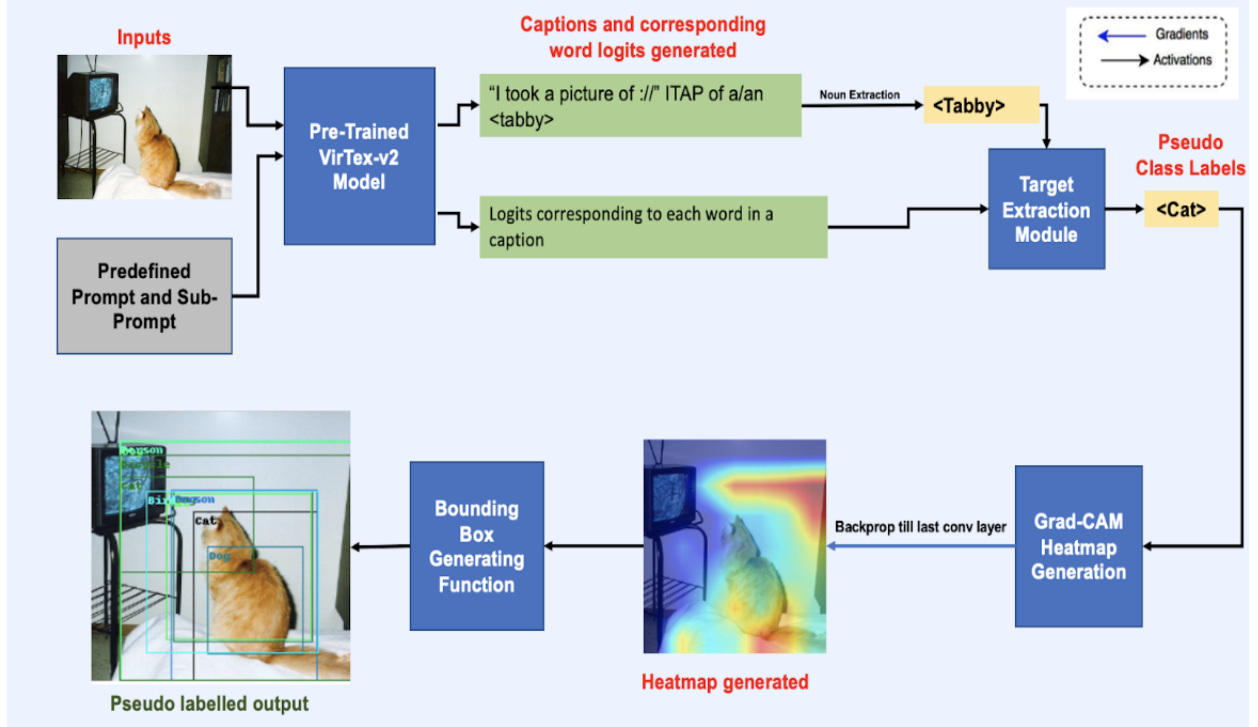 Inputs
Captions and corresponding
word logits generated
Gradients
Activations
Pre-Trained
VirTex-v2
Model
"I took a picture of ://" ITAP of a/an
<tabby>
Noun Extraction
<Tabby>
Logits corresponding to each word in a
caption
Target
Extraction
Module
Pseudo
Class Labels
<Cat>
Predefined
Prompt and Sub-
Prompt
Cat
Dog
Bounding
Box
Generating
Function
Backprop till last conv layer
Grad-CAM
Heatmap
Generation
Heatmap generated
Pseudo labelled output